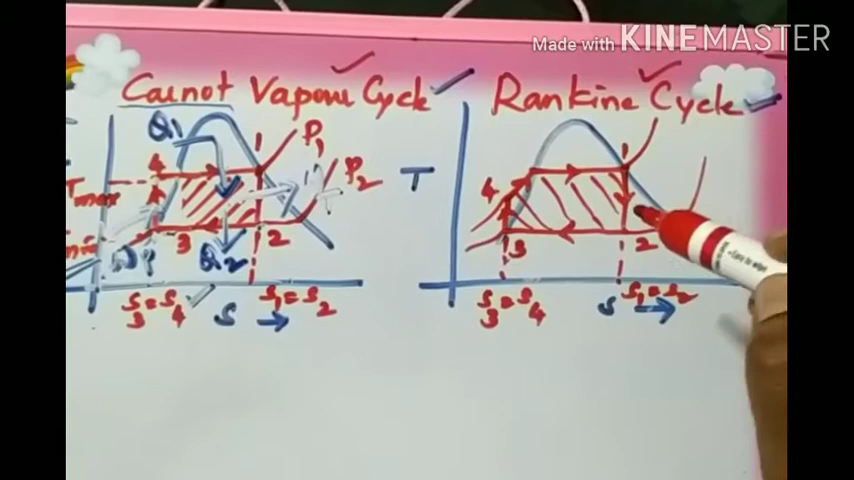 Made with KINEMASTER
Carnot Vapour Cycle
Rankine Cycle
Q1
P1
P2
T
4
1
4
1
Tmax
3
2
3
2
Q2
S3=S4
S1=S2
S3=S4
S1=S2
S
S